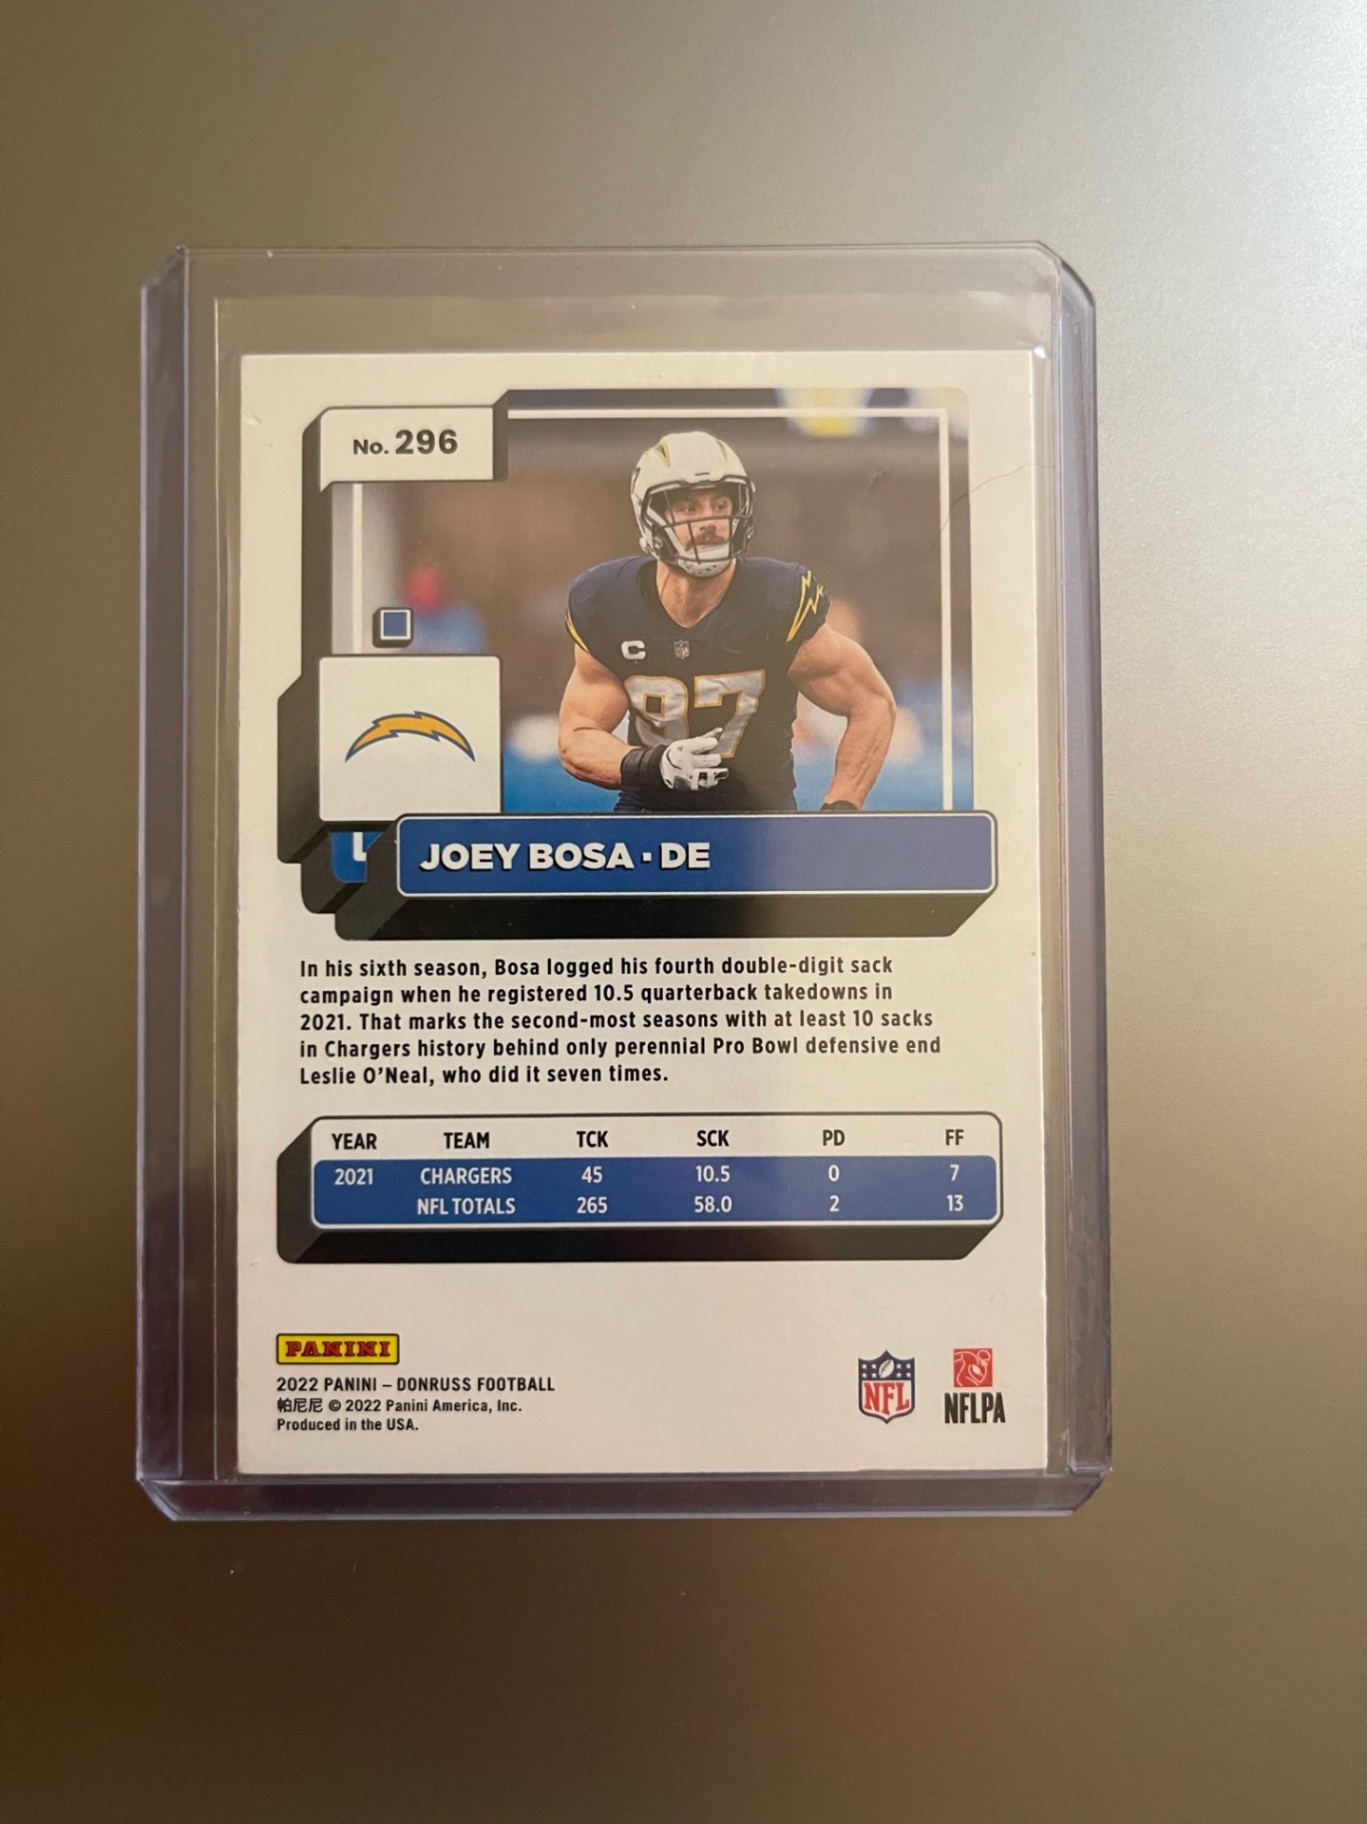 No. 296
C
NFL
97
JOEY BOSA · DE
In his sixth season, Bosa logged his fourth double-digit sack
campaign when he registered 10.5 quarterback takedowns in
2021. That marks the second-most seasons with at least 10 sacks
in Chargers history behind only perennial Pro Bowl defensive end
Leslie O'Neal, who did it seven times.
YEAR TEAM TCK SCK PD FF
2021 CHARGERS 45 10.5 0 7
NFL TOTALS 265 58.0 2 13
PANINI
2022 PANINI – DONRUSS FOOTBALL
帕尼尼 © 2022 Panini America, Inc.
Produced in the USA.
NFL
NFLPA